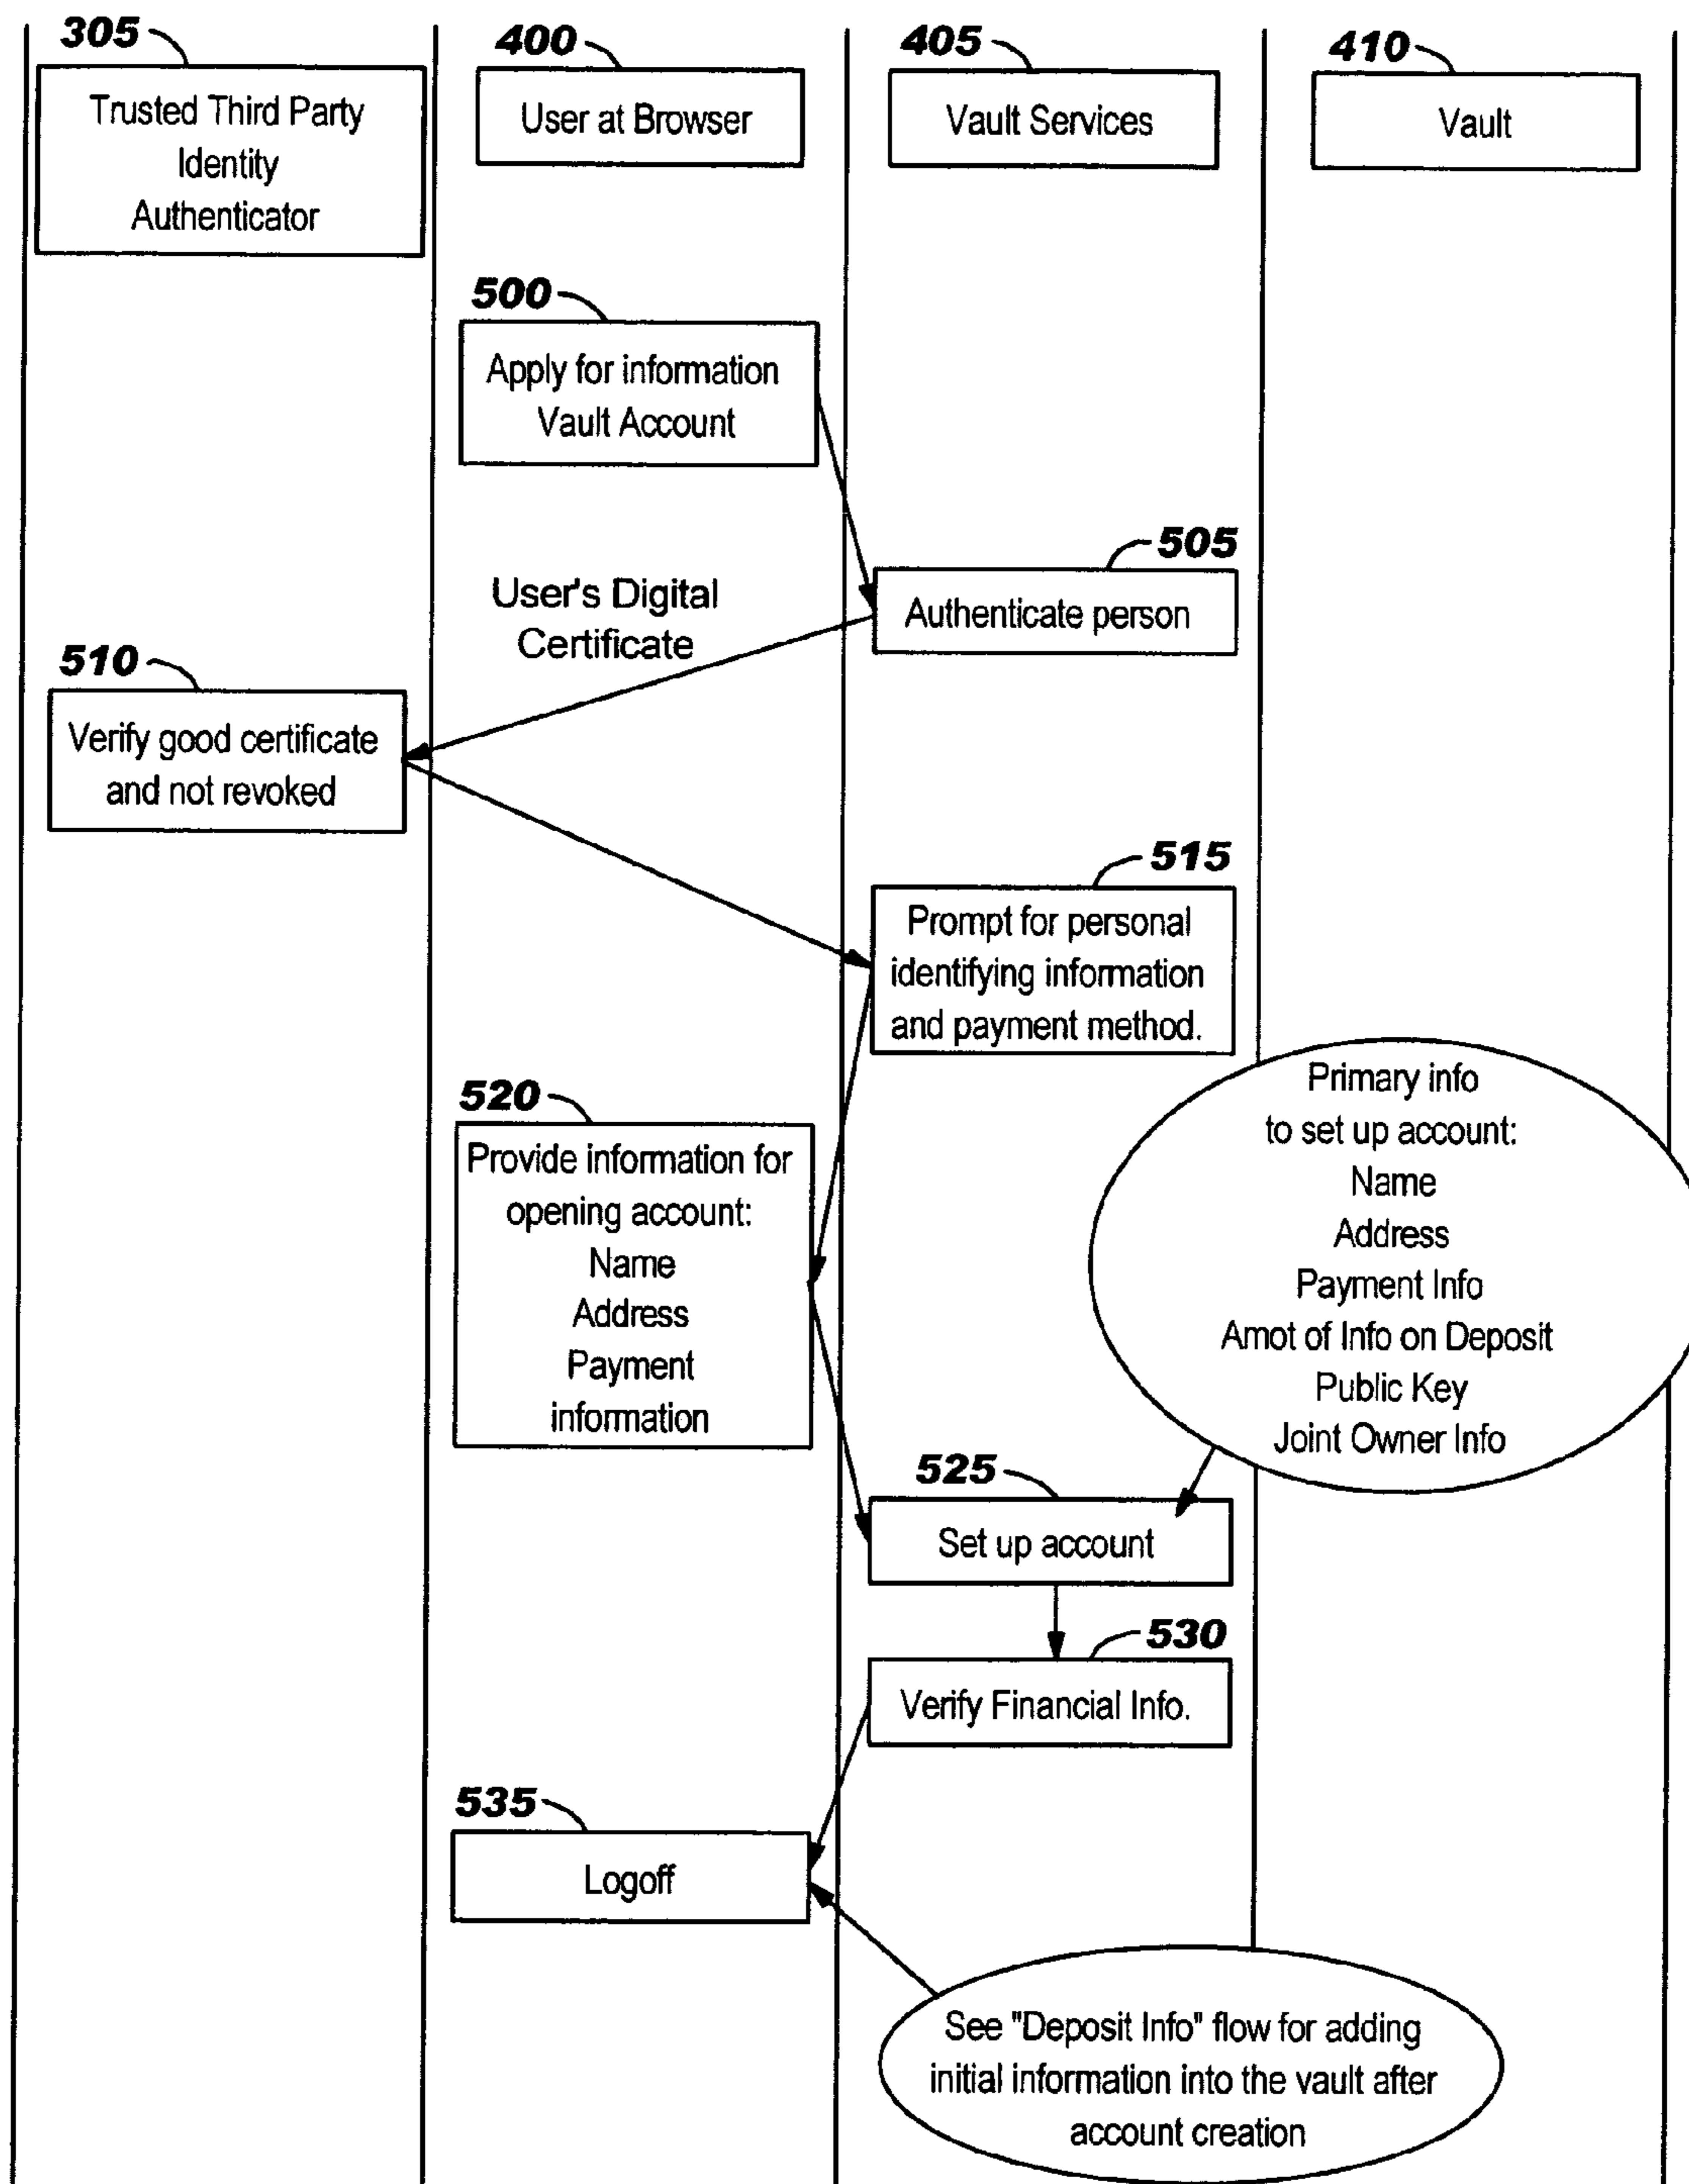 305
Trusted Third Party
Identity
Authenticator
400
User at Browser
405
Vault Services
410
Vault
500
Apply for information
Vault Account
505
Authenticate person
User's Digital
Certificate
510
Verify good certificate
and not revoked
515
Prompt for personal
identifying information
and payment method.
520
Provide information for
opening account:
Name
Address
Payment
information
Primary info
to set up account:
Name
Address
Payment Info
Amot of Info on Deposit
Public Key
Joint Owner Info
525
Set up account
530
Verify Financial Info.
535
Logoff
See "Deposit Info" flow for adding
initial information into the vault after
account creation